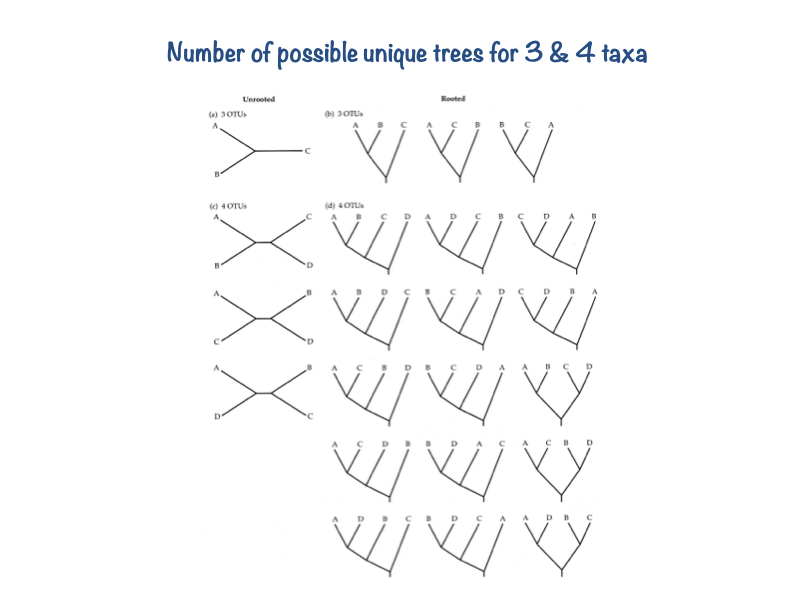 Number of possible unique trees for 3 & 4 taxa
Unrooted Rooted
(a) 3 OTUs (b) 3 OTUs
A B C A C B B C A
A
C
B
(c) 4 OTUs (d) 4 OTUs
A C A B C D A D C B C D A B
B D
A B A B D C B C A D C D B A
C D
A B A C B D B C D A A B C D
D C
A C D B B D A C A C B D
A D B C B D C A A D B C